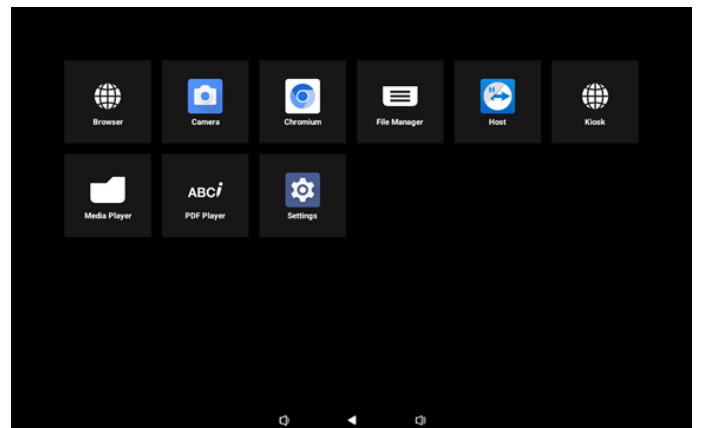 Browser
Camera
Chromium
File Manager
H
Host
Kiosk
Media Player
ABCi
PDF Player
Settings